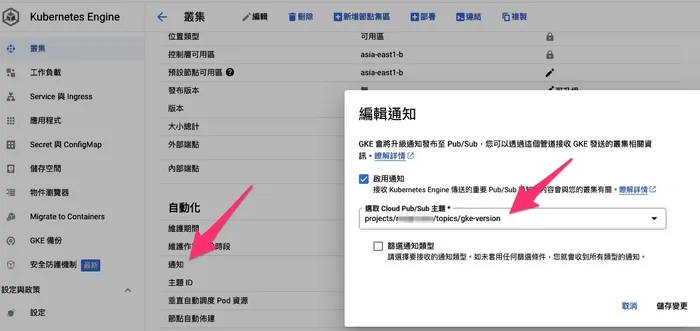 Kubernetes Engine
叢集
編輯
刪除
新增節點集區
部署
連結
複製
叢集
工作負載
Service 與 Ingress
應用程式
Secret 與 ConfigMap
儲存空間
物件瀏覽器
Migrate to Containers
GKE 備份
安全防護機制 最新
設定與政策
設定
位置類型 可用區
控制層可用區 asia-east1-b
預設節點可用區 asia-east1-b
發布版本 無
版本
大小總計
外部端點
內部端點
自動化
維護期間
維護作 時段
通知
主題 ID
垂直自動調度 Pod 資源
節點自動佈建
編輯通知
GKE 會將升級通知發布至 Pub/Sub，您可以透過這個管道接收 GKE 發送的叢集相關資
訊。瞭解詳情
啟用通知
接收 Kubernetes Engine 傳送的重要 Pub/Sub 內容會與您的叢集有關。瞭解詳情
選取 Cloud Pub/Sub 主題 *
projects/r /topics/gke-version
篩選通知類型
請選擇要接收的通知類型。如未套用任何篩選條件，您就會收到所有類型的通知。
取消
儲存變更